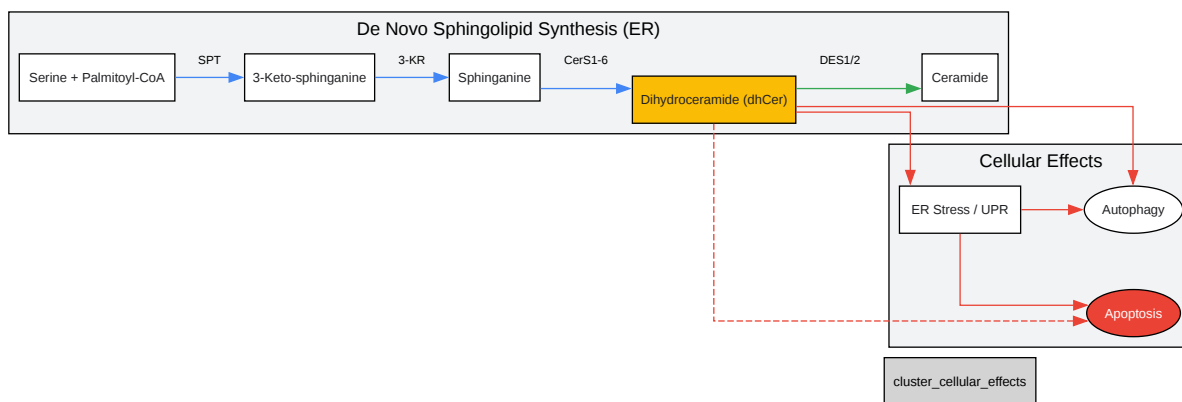 De Novo Sphingolipid Synthesis (ER)
SPT
3-KR
CerS1-6
DES1/2
Serine + Palmitoyl-CoA
3-Keto-sphinganine
Sphinganine
Dihydroceramide (dhCer)
Ceramide
Cellular Effects
ER Stress / UPR
Autophagy
Apoptosis
cluster_cellular_effects